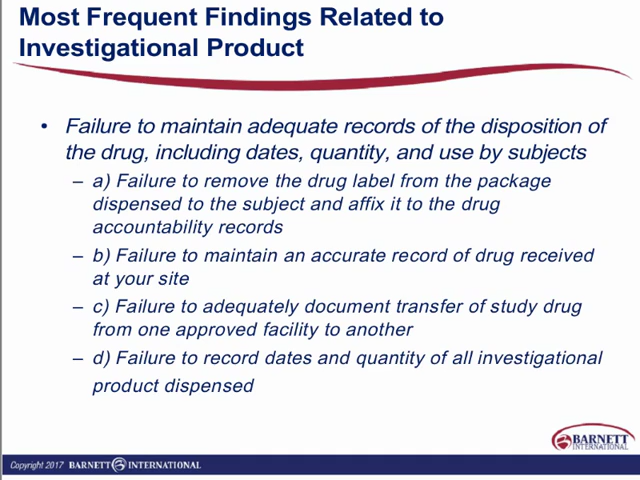 Most Frequent Findings Related to
Investigational Product
• Failure to maintain adequate records of the disposition of
the drug, including dates, quantity, and use by subjects
– a) Failure to remove the drug label from the package
dispensed to the subject and affix it to the drug
accountability records
– b) Failure to maintain an accurate record of drug received
at your site
– c) Failure to adequately document transfer of study drug
from one approved facility to another
– d) Failure to record dates and quantity of all investigational
product dispensed
BARNETT
INTERNATIONAL
Copyright 2017 BARNETT INTERNATIONAL